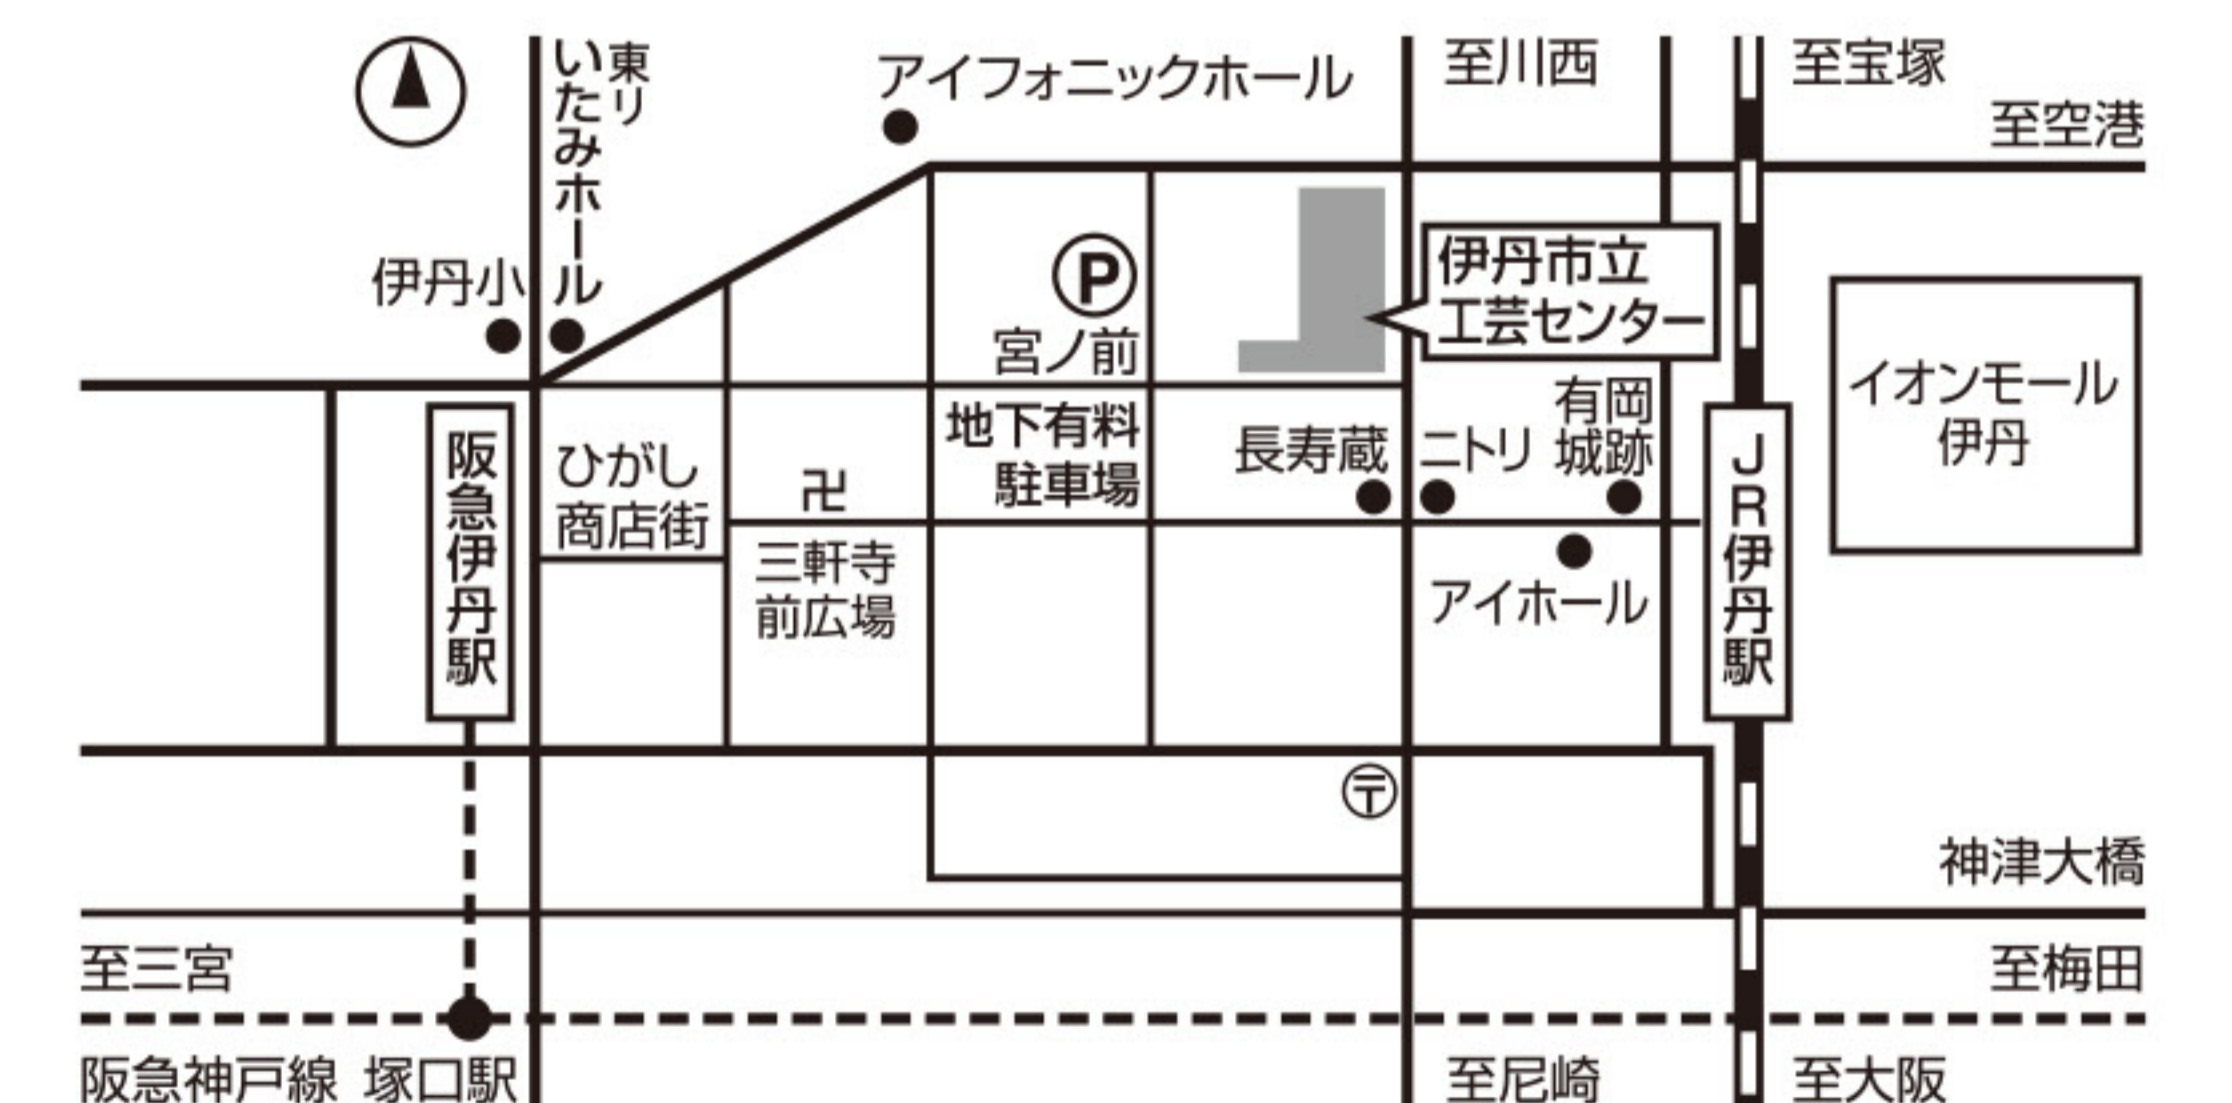 東リ
いたみホール
アイフォニックホール
至川西
至宝塚
至空港
伊丹小
P
宮ノ前
地下有料
駐車場
伊丹市立
工芸センター
イオンモール
伊丹
阪急伊丹駅
ひがし
商店街
卍
三軒寺
前広場
長寿蔵
ニトリ
有岡
城跡
アイホール
JR伊丹駅
〒
神津大橋
至三宮
至梅田
阪急神戸線
塚口駅
至尼崎
至大阪